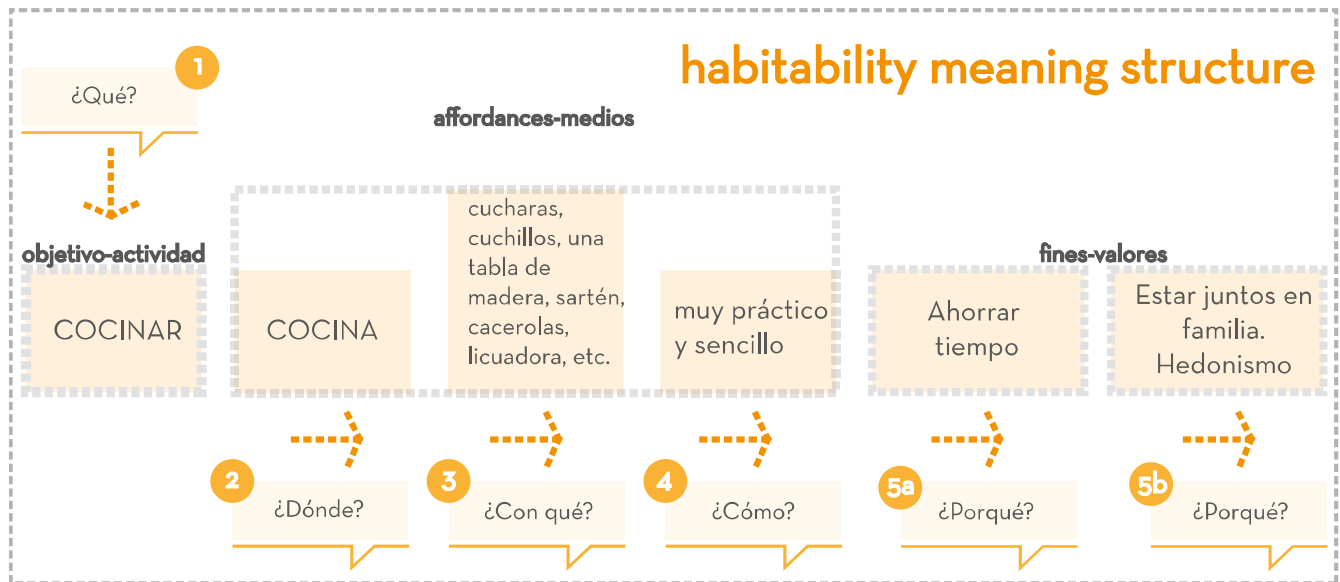 habitability meaning structure
1
¿Qué?
affordances-medios
objetivo-actividad
COCINAR
COCINA
cucharas,
cuchillos, una
tabla de
madera, sartén,
cacerolas,
licuadora, etc.
muy práctico
y sencillo
fines-valores
Ahorrar
tiempo
Estar juntos en
familia.
Hedonismo
2
¿Dónde?
3
¿Con qué?
4
¿Cómo?
5a
¿Porqué?
5b
¿Porqué?